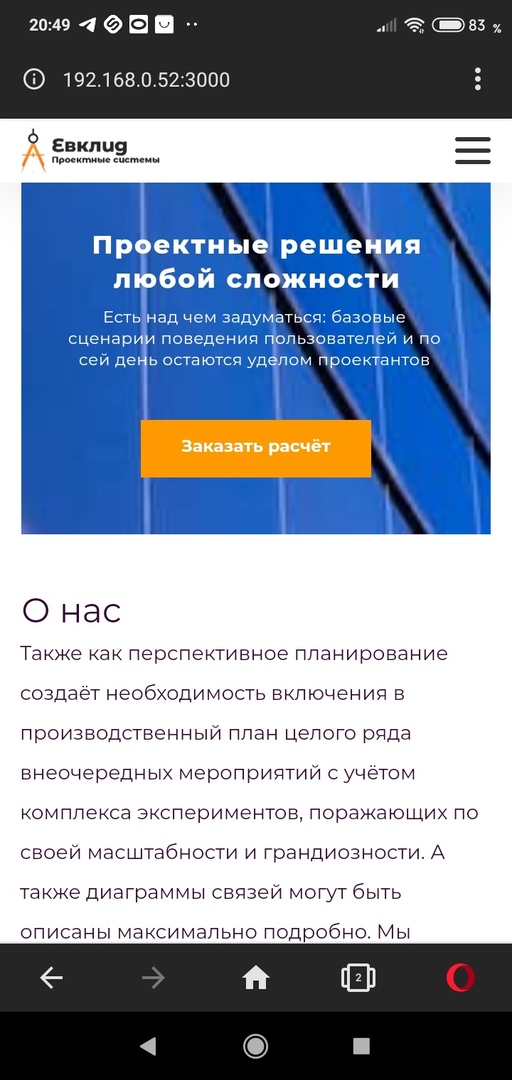 20:49
83 %
192.168.0.52:3000
Евклид
Проектные системы
Проектные решения
любой сложности
Есть над чем задуматься: базовые
сценарии поведения пользователей и по
сей день остаются уделом проектантов
Заказать расчёт
О нас
Также как перспективное планирование
создаёт необходимость включения в
производственный план целого ряда
внеочередных мероприятий с учётом
комплекса экспериментов, поражающих по
своей масштабности и грандиозности. А
также диаграммы связей могут быть
описаны максимально подробно. Мы
2